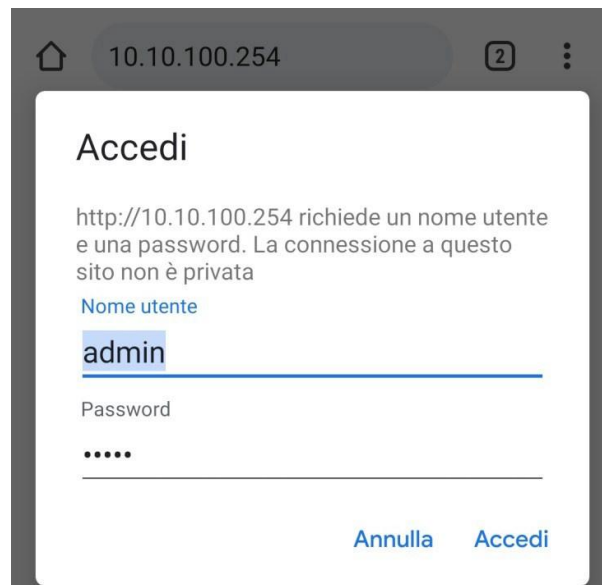 10.10.100.254
2
Accedi
http://10.10.100.254 richiede un nome utente
e una password. La connessione a questo
sito non è privata
Nome utente
admin
Password
•••••
Annulla
Accedi